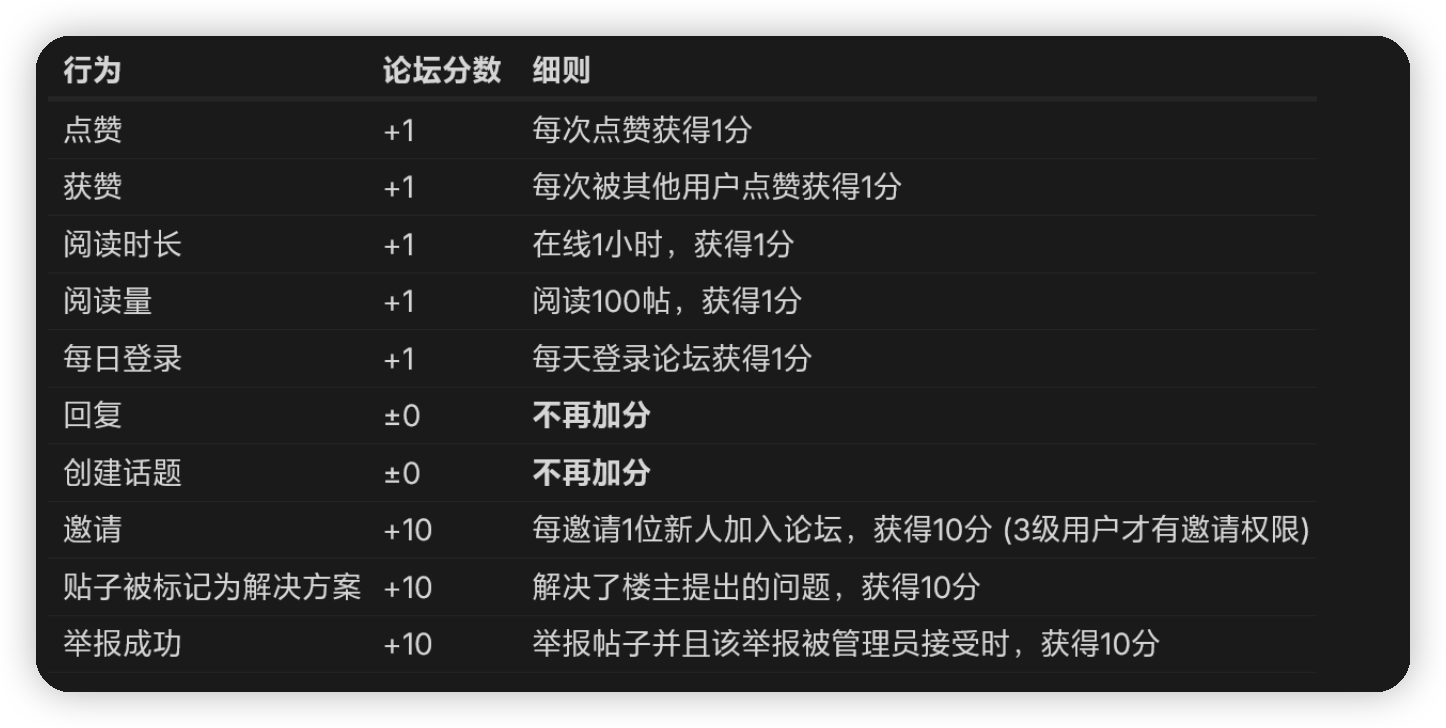 行为 论坛分数 细则
点赞 +1 每次点赞获得1分
获赞 +1 每次被其他用户点赞获得1分
阅读时长 +1 在线1小时，获得1分
阅读量 +1 阅读100帖，获得1分
每日登录 +1 每天登录论坛获得1分
回复 ±0 不再加分
创建话题 ±0 不再加分
邀请 +10 每邀请1位新人加入论坛，获得10分 (3级用户才有邀请权限)
贴子被标记为解决方案 +10 解决了楼主提出的问题，获得10分
举报成功 +10 举报帖子并且该举报被管理员接受时，获得10分